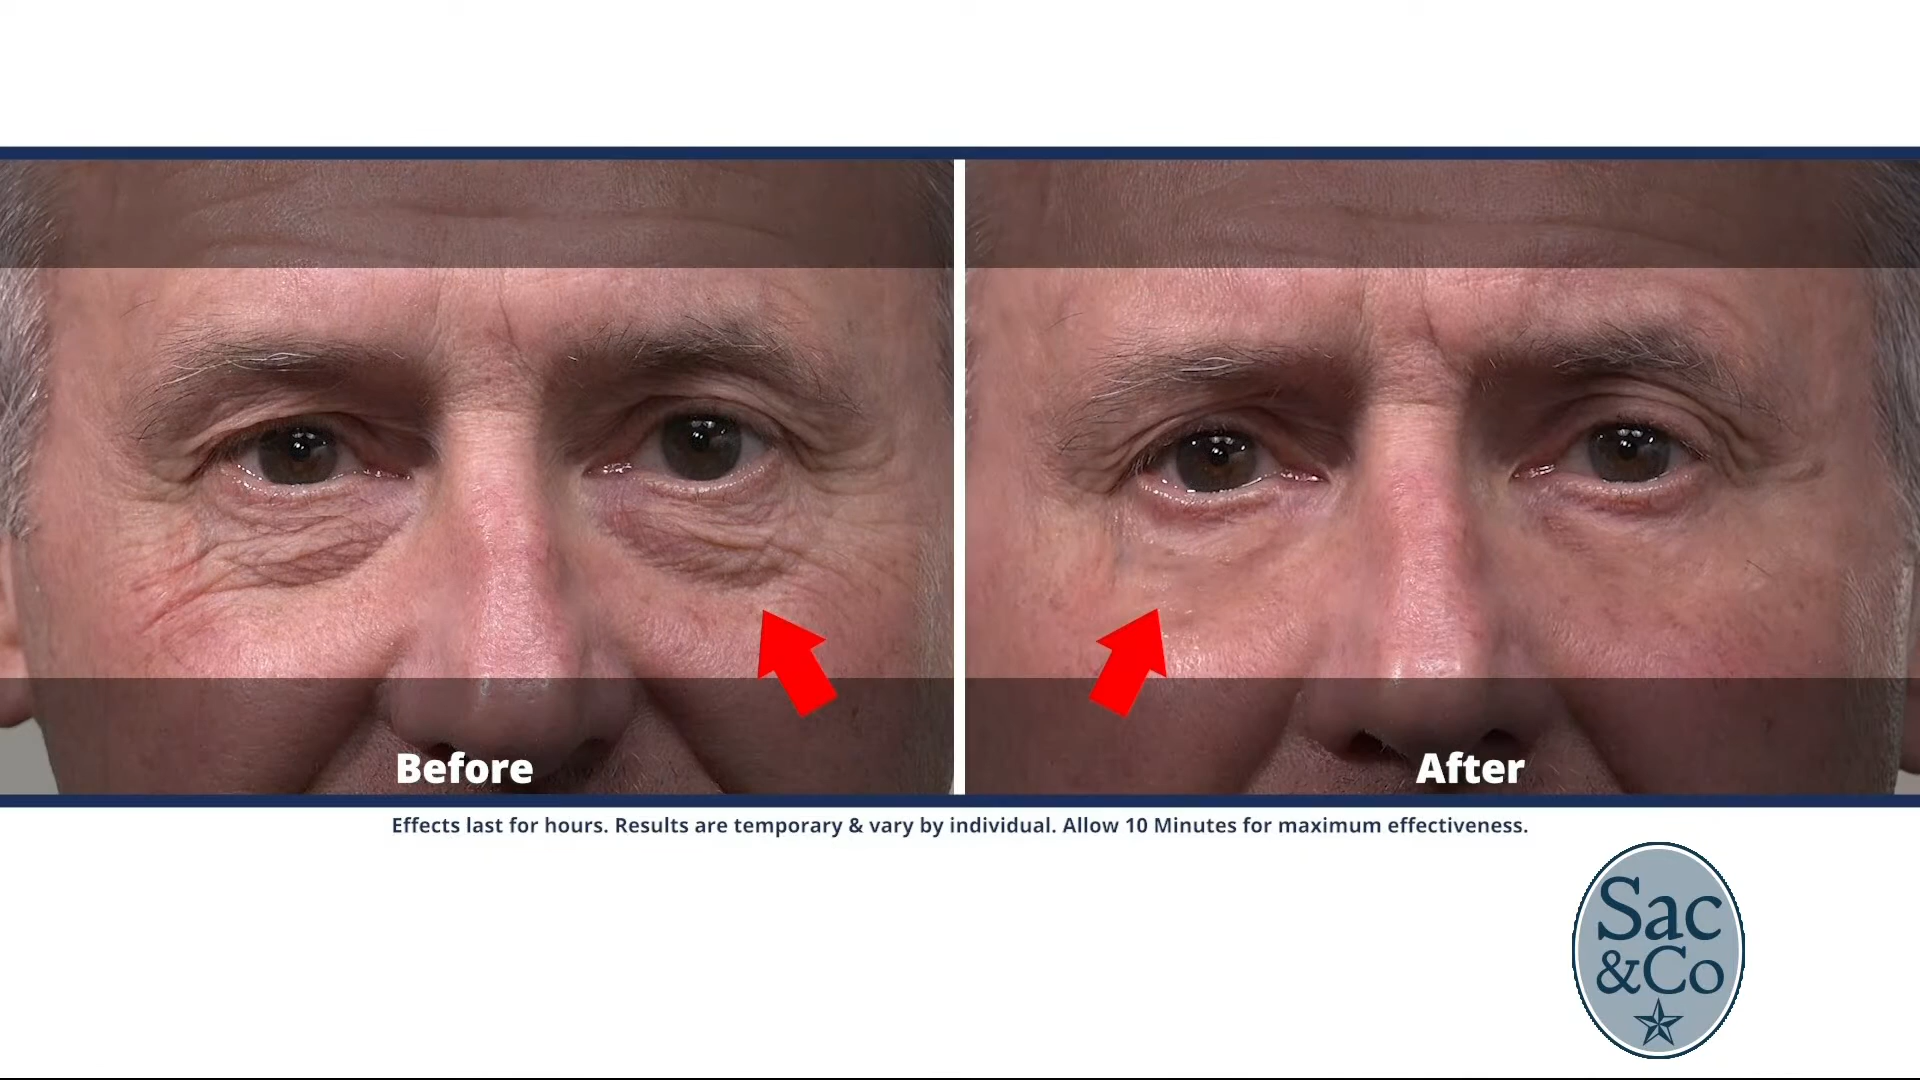 Before
After
Effects last for hours. Results are temporary & vary by individual. Allow 10 Minutes for maximum effectiveness.
Sac
&Co